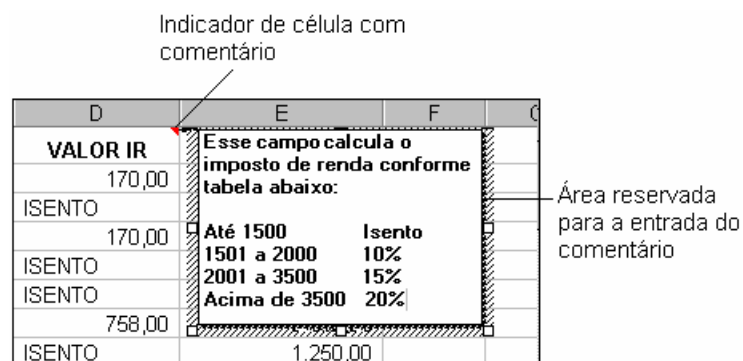 Indicador de célula com
comentário
D E F
VALOR IR
170,00
ISENTO
170,00
ISENTO
ISENTO
758,00
ISENTO 1.250,00
Esse campo calcula o
imposto de renda conforme
tabela abaixo:
Até 1500 Isento
1501 a 2000 10%
2001 a 3500 15%
Acima de 3500 20%
Área reservada
para a entrada do
comentário